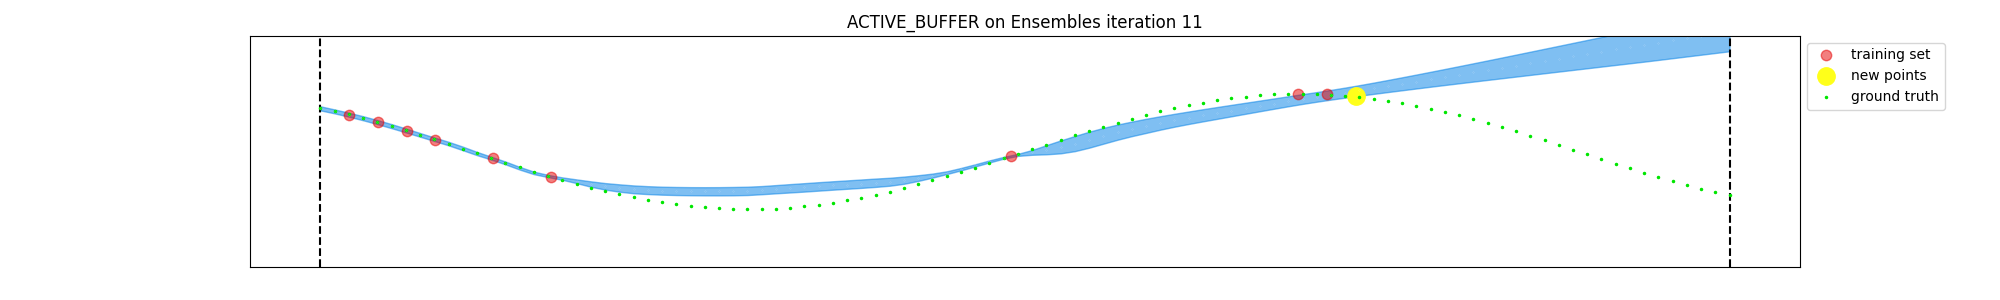 ACTIVE_BUFFER on Ensembles iteration 11
training set
new points
ground truth